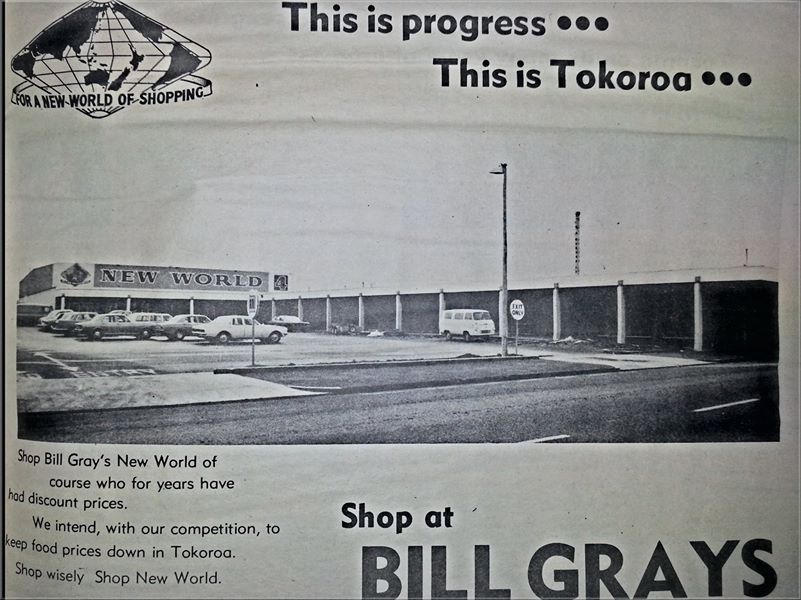 This is progress •••
This is Tokoroa •••
FOR A NEW WORLD OF SHOPPING
NEW WORLD 4
EXIT
ONLY
Shop Bill Gray's New World of
course who for years have
had discount prices.
We intend, with our competition, to
keep food prices down in Tokoroa.
Shop wisely Shop New World.
Shop at
BILL GRAYS